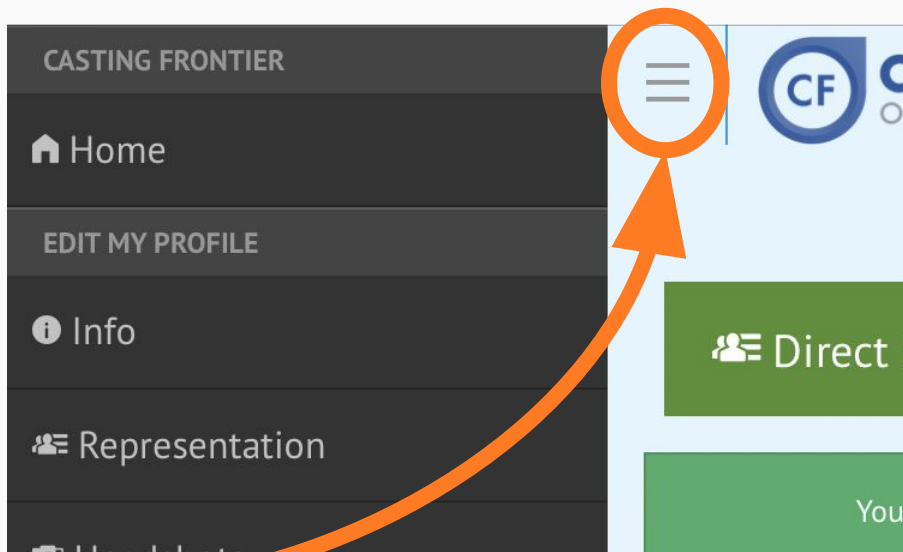 CASTING FRONTIER
Home
EDIT MY PROFILE
Info
Representation
CF
Direct
You